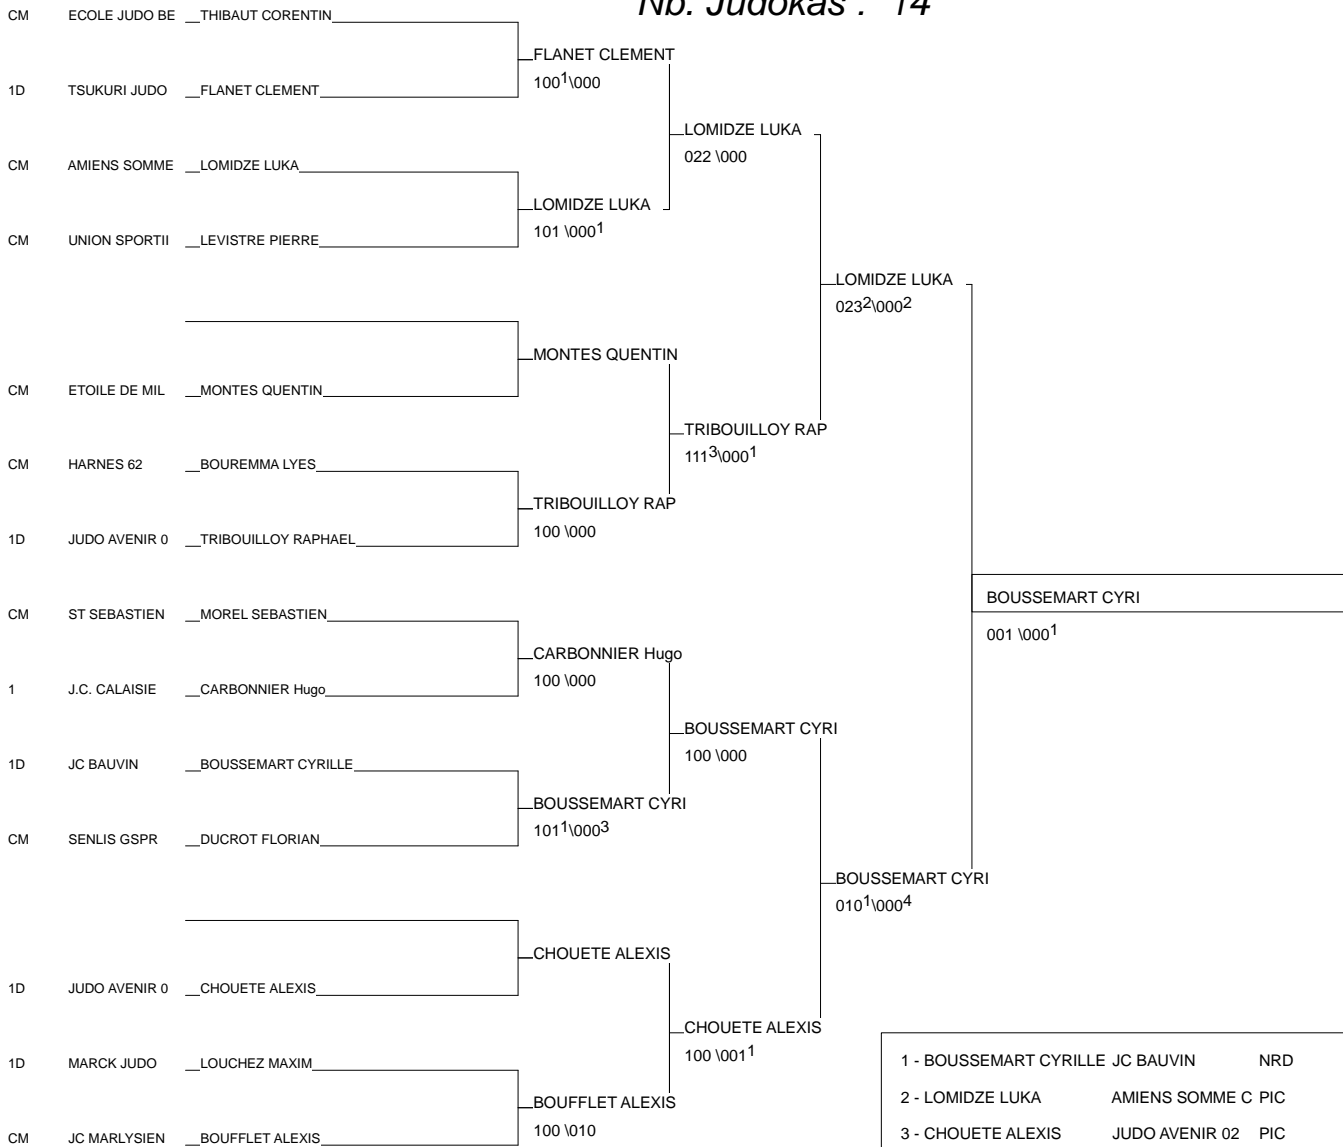 Nb. Judokas : 14
CM ECOLE JUDO BE THIBAUT CORENTIN
FLANET CLEMENT
100¹\000
1D TSUKURI JUDO FLANET CLEMENT
LOMIDZE LUKA
022 \000
CM AMIENS SOMME LOMIDZE LUKA
LOMIDZE LUKA
101 \000¹
CM UNION SPORTII LEVISTRE PIERRE
LOMIDZE LUKA
023²\000²
MONTES QUENTIN
CM ETOILE DE MIL MONTES QUENTIN
TRIBOUILLOY RAP
111³\000¹
CM HARNES 62 BOUREMMA LYES
TRIBOUILLOY RAP
100 \000
1D JUDO AVENIR 0 TRIBOUILLOY RAPHAEL
BOUSSEMART CYRI
001 \000¹
CM ST SEBASTIEN MOREL SEBASTIEN
CARBONNIER Hugo
100 \000
1 J.C. CALAISIE CARBONNIER Hugo
BOUSSEMART CYRI
100 \000
1D JC BAUVIN BOUSSEMART CYRILLE
BOUSSEMART CYRI
101¹\000³
CM SENLIS GSPR DUCROT FLORIAN
BOUSSEMART CYRI
010¹\000⁴
CHOUETE ALEXIS
1D JUDO AVENIR 0 CHOUETE ALEXIS
CHOUETE ALEXIS
100 \001¹
1D MARCK JUDO LOUCHEZ MAXIM
BOUFFLET ALEXIS
100 \010
CM JC MARLYSIEN BOUFFLET ALEXIS
1 - BOUSSEMART CYRILLE JC BAUVIN NRD
2 - LOMIDZE LUKA AMIENS SOMME C PIC
3 - CHOUETE ALEXIS JUDO AVENIR 02 PIC